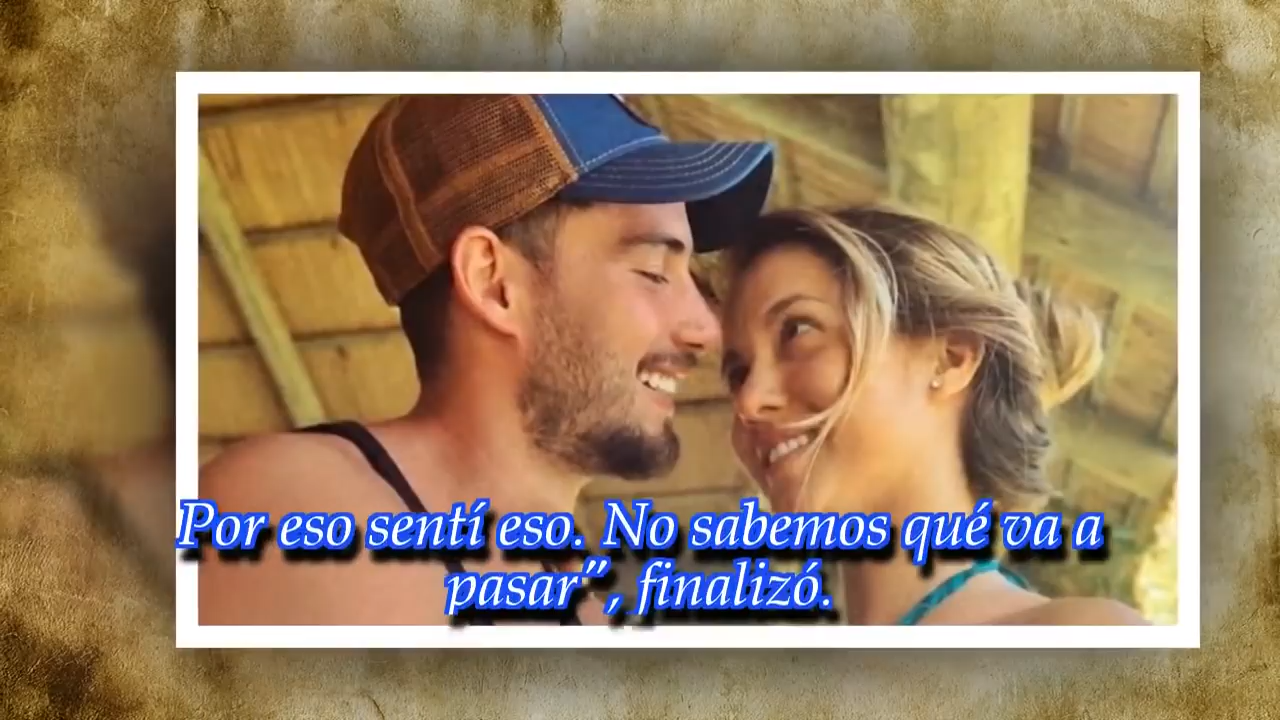 Por eso sentí eso. No sabemos qué va a
pasar”, finalizó.